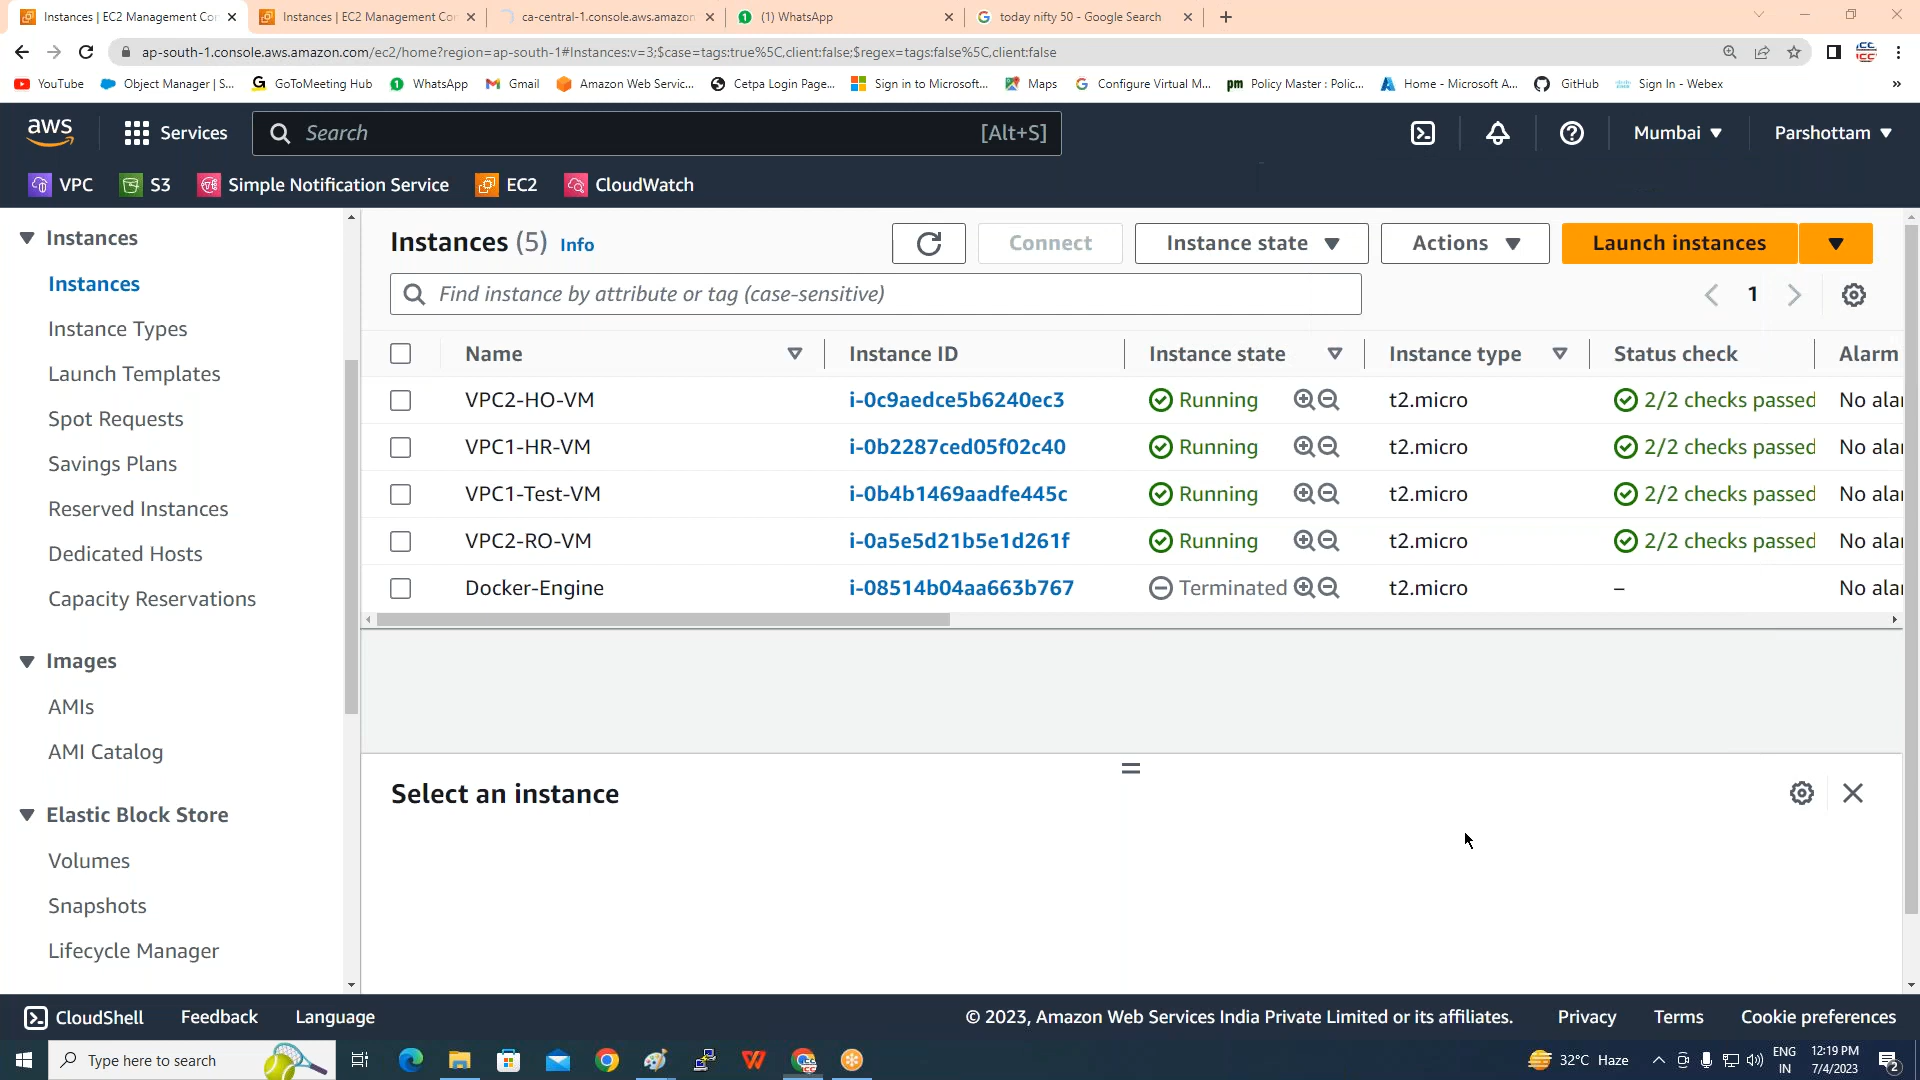 Instances | EC2 Management Con
Instances | EC2 Management Con
ca-central-1.console.aws.amazon
(1) WhatsApp
today nifty 50 - Google Search
ap-south-1.console.aws.amazon.com/ec2/home?region=ap-south-1#Instances:v=3;$case=tags:true%5C,client:false;$regex=tags:false%5C,client:false
YouTube
Object Manager | S...
GoToMeeting Hub
WhatsApp
Gmail
Amazon Web Servic...
Cetpa Login Page...
Sign in to Microsoft...
Maps
Configure Virtual M...
pm Policy Master : Polic...
Home - Microsoft A...
GitHub
Sign In - Webex
»
aws
Services
Search [Alt+S]
Mumbai
Parshottam
VPC
S3
Simple Notification Service
EC2
CloudWatch
Instances
Instances
Instance Types
Launch Templates
Spot Requests
Savings Plans
Reserved Instances
Dedicated Hosts
Capacity Reservations
Images
AMIs
AMI Catalog
Elastic Block Store
Volumes
Snapshots
Lifecycle Manager
Instances (5) Info
Connect
Instance state
Actions
Launch instances
Find instance by attribute or tag (case-sensitive)
1
Name Instance ID Instance state Instance type Status check Alarm
VPC2-HO-VM i-0c9aedce5b6240ec3 Running t2.micro 2/2 checks passed No alar
VPC1-HR-VM i-0b2287ced05f02c40 Running t2.micro 2/2 checks passed No alar
VPC1-Test-VM i-0b4b1469aadfe445c Running t2.micro 2/2 checks passed No alar
VPC2-RO-VM i-0a5e5d21b5e1d261f Running t2.micro 2/2 checks passed No alar
Docker-Engine i-08514b04aa663b767 Terminated t2.micro – No alar
Select an instance
CloudShell
Feedback
Language
© 2023, Amazon Web Services India Private Limited or its affiliates.
Privacy
Terms
Cookie preferences
Type here to search
32°C Haze
ENG
IN
12:19 PM
7/4/2023
2